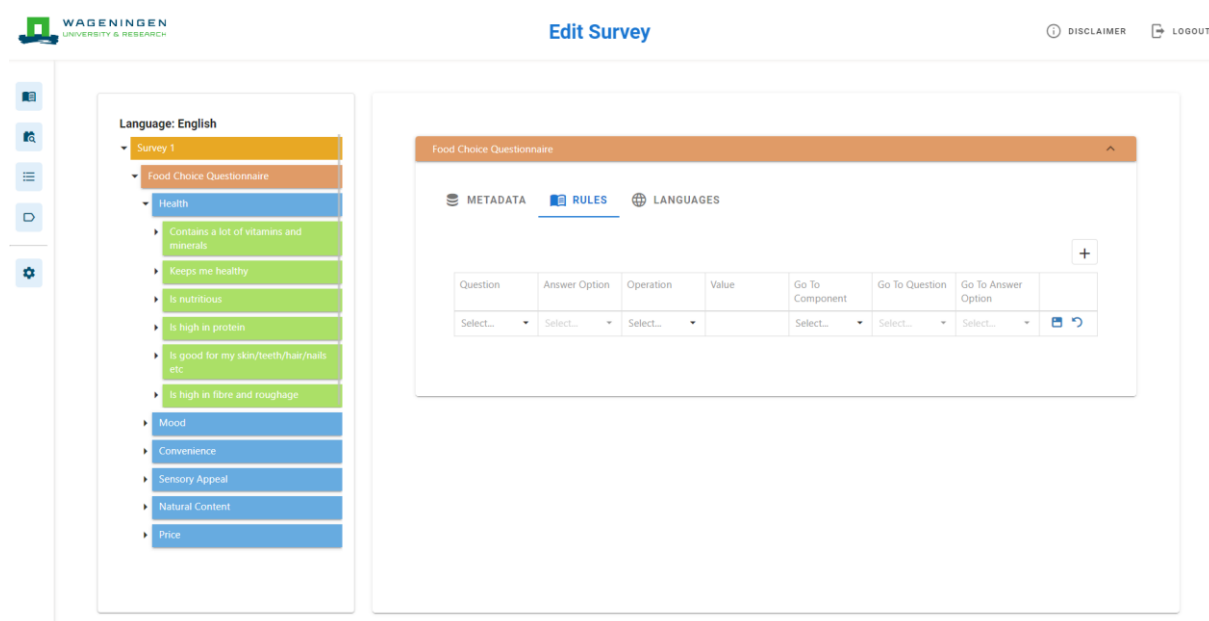 WAGENINGEN
UNIVERSITY & RESEARCH
Edit Survey
DISCLAIMER
LOGOUT
Language: English
Survey 1
Food Choice Questionnaire
Health
Contains a lot of vitamins and
minerals
Keeps me healthy
Is nutritious
Is high in protein
Is good for my skin/teeth/hair/nails
etc
Is high in fibre and roughage
Mood
Convenience
Sensory Appeal
Natural Content
Price
Food Choice Questionnaire
METADATA RULES LANGUAGES
Question Answer Option Operation Value Go To Go To Question Go To Answer
Component Option
Select... Select... Select... Select... Select... Select...